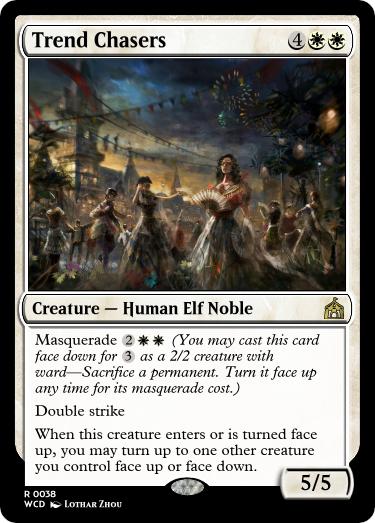 Trend Chasers 4
Creature — Human Elf Noble
Masquerade 2 (You may cast this card
face down for 3 as a 2/2 creature with
ward—Sacrifice a permanent. Turn it face up
any time for its masquerade cost.)
Double strike
When this creature enters or is turned face
up, you may turn up to one other creature
you control face up or face down.
5/5
R 0038
WCD Lothar Zhou